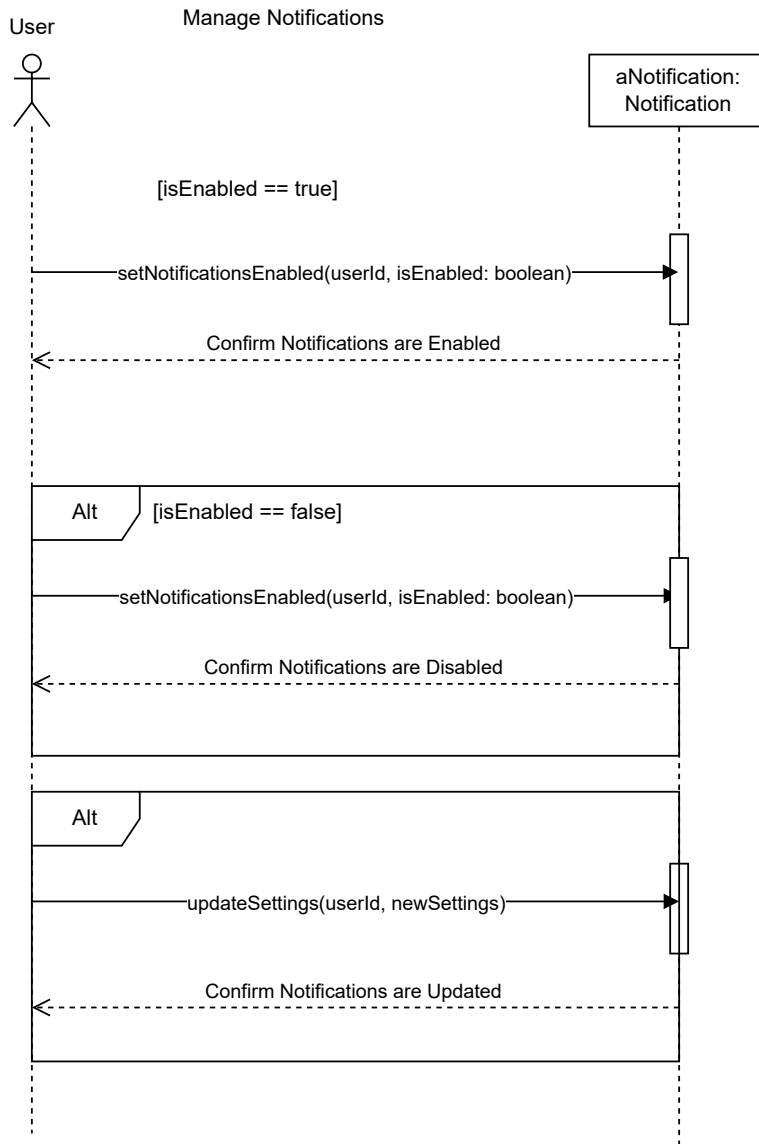 Manage Notifications
User
aNotification:
Notification
[isEnabled == true]
setNotificationsEnabled(userId, isEnabled: boolean)
Confirm Notifications are Enabled
Alt
[isEnabled == false]
setNotificationsEnabled(userId, isEnabled: boolean)
Confirm Notifications are Disabled
Alt
updateSettings(userId, newSettings)
Confirm Notifications are Updated